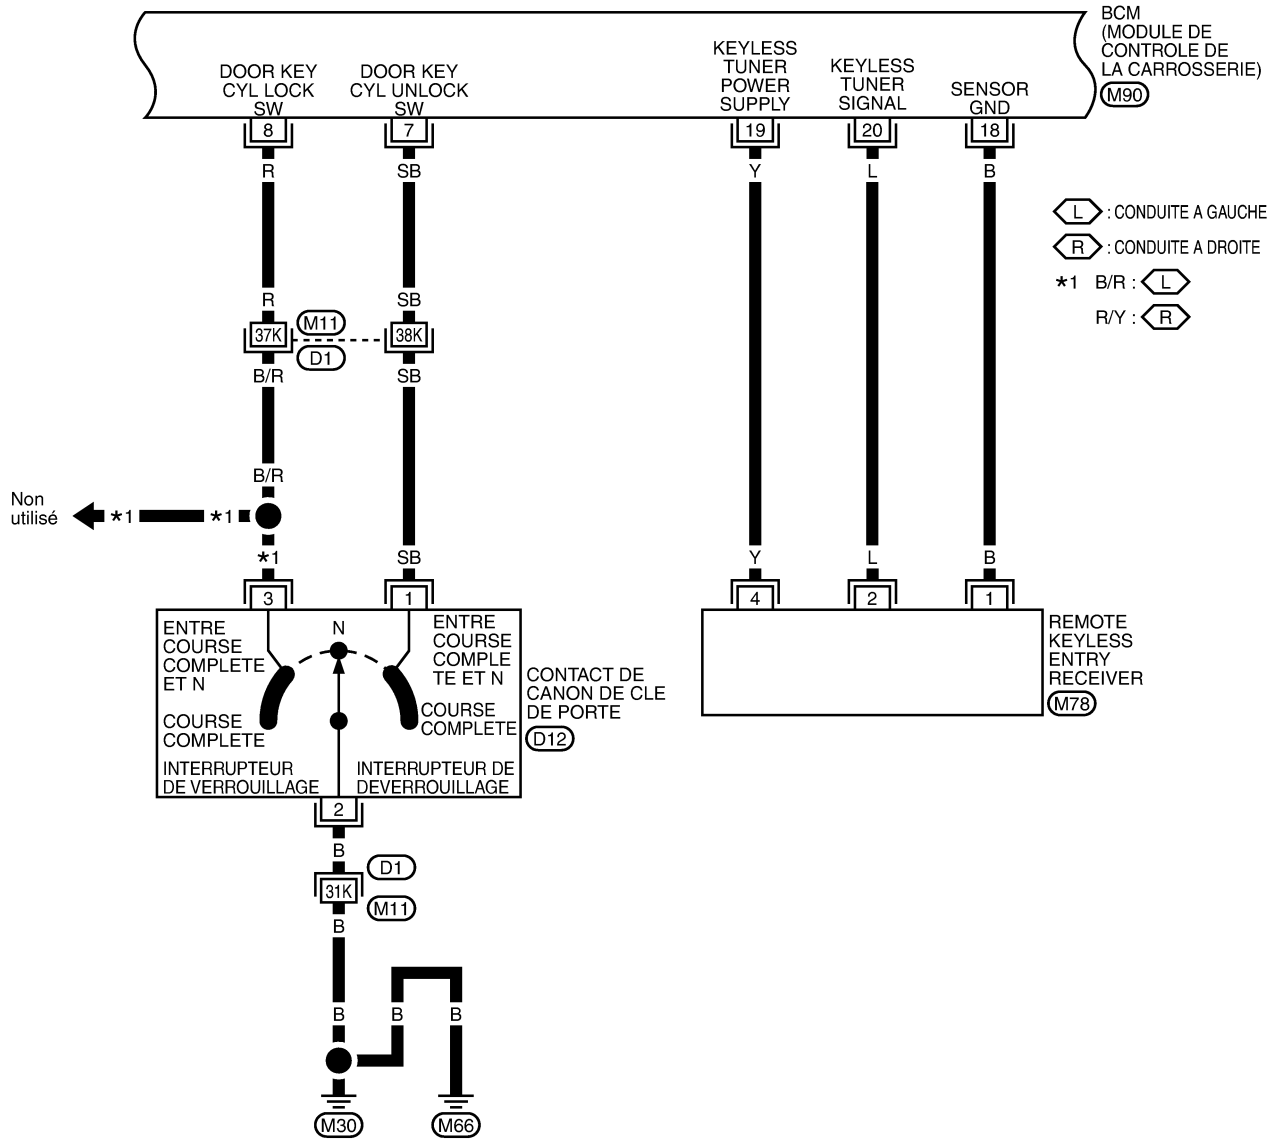 BCM
(MODULE DE
CONTROLE DE
LA CARROSSERIE)
M90
DOOR KEY
CYL LOCK
SW
DOOR KEY
CYL UNLOCK
SW
KEYLESS
TUNER
POWER
SUPPLY
KEYLESS
TUNER
SIGNAL
SENSOR
GND
8
7
19
20
18
R
SB
Y
L
B
L : CONDUITE A GAUCHE
R : CONDUITE A DROITE
*1 B/R : L
R/Y : R
R
SB
37K
M11
D1
38K
B/R
SB
B/R
Non
utilisé
*1
*1
*1
SB
Y
L
B
3
1
4
2
1
ENTRE
COURSE
COMPLETE
ET N
N
ENTRE
COURSE
COMPLE
TE ET N
COURSE
COMPLETE
COURSE
COMPLETE
INTERRUPTEUR
DE VERROUILLAGE
INTERRUPTEUR DE
DEVERROUILLAGE
CONTACT DE
CANON DE CLE
DE PORTE
D12
REMOTE
KEYLESS
ENTRY
RECEIVER
M78
2
B
D1
31K
M11
B
B
B
B
M30
M66